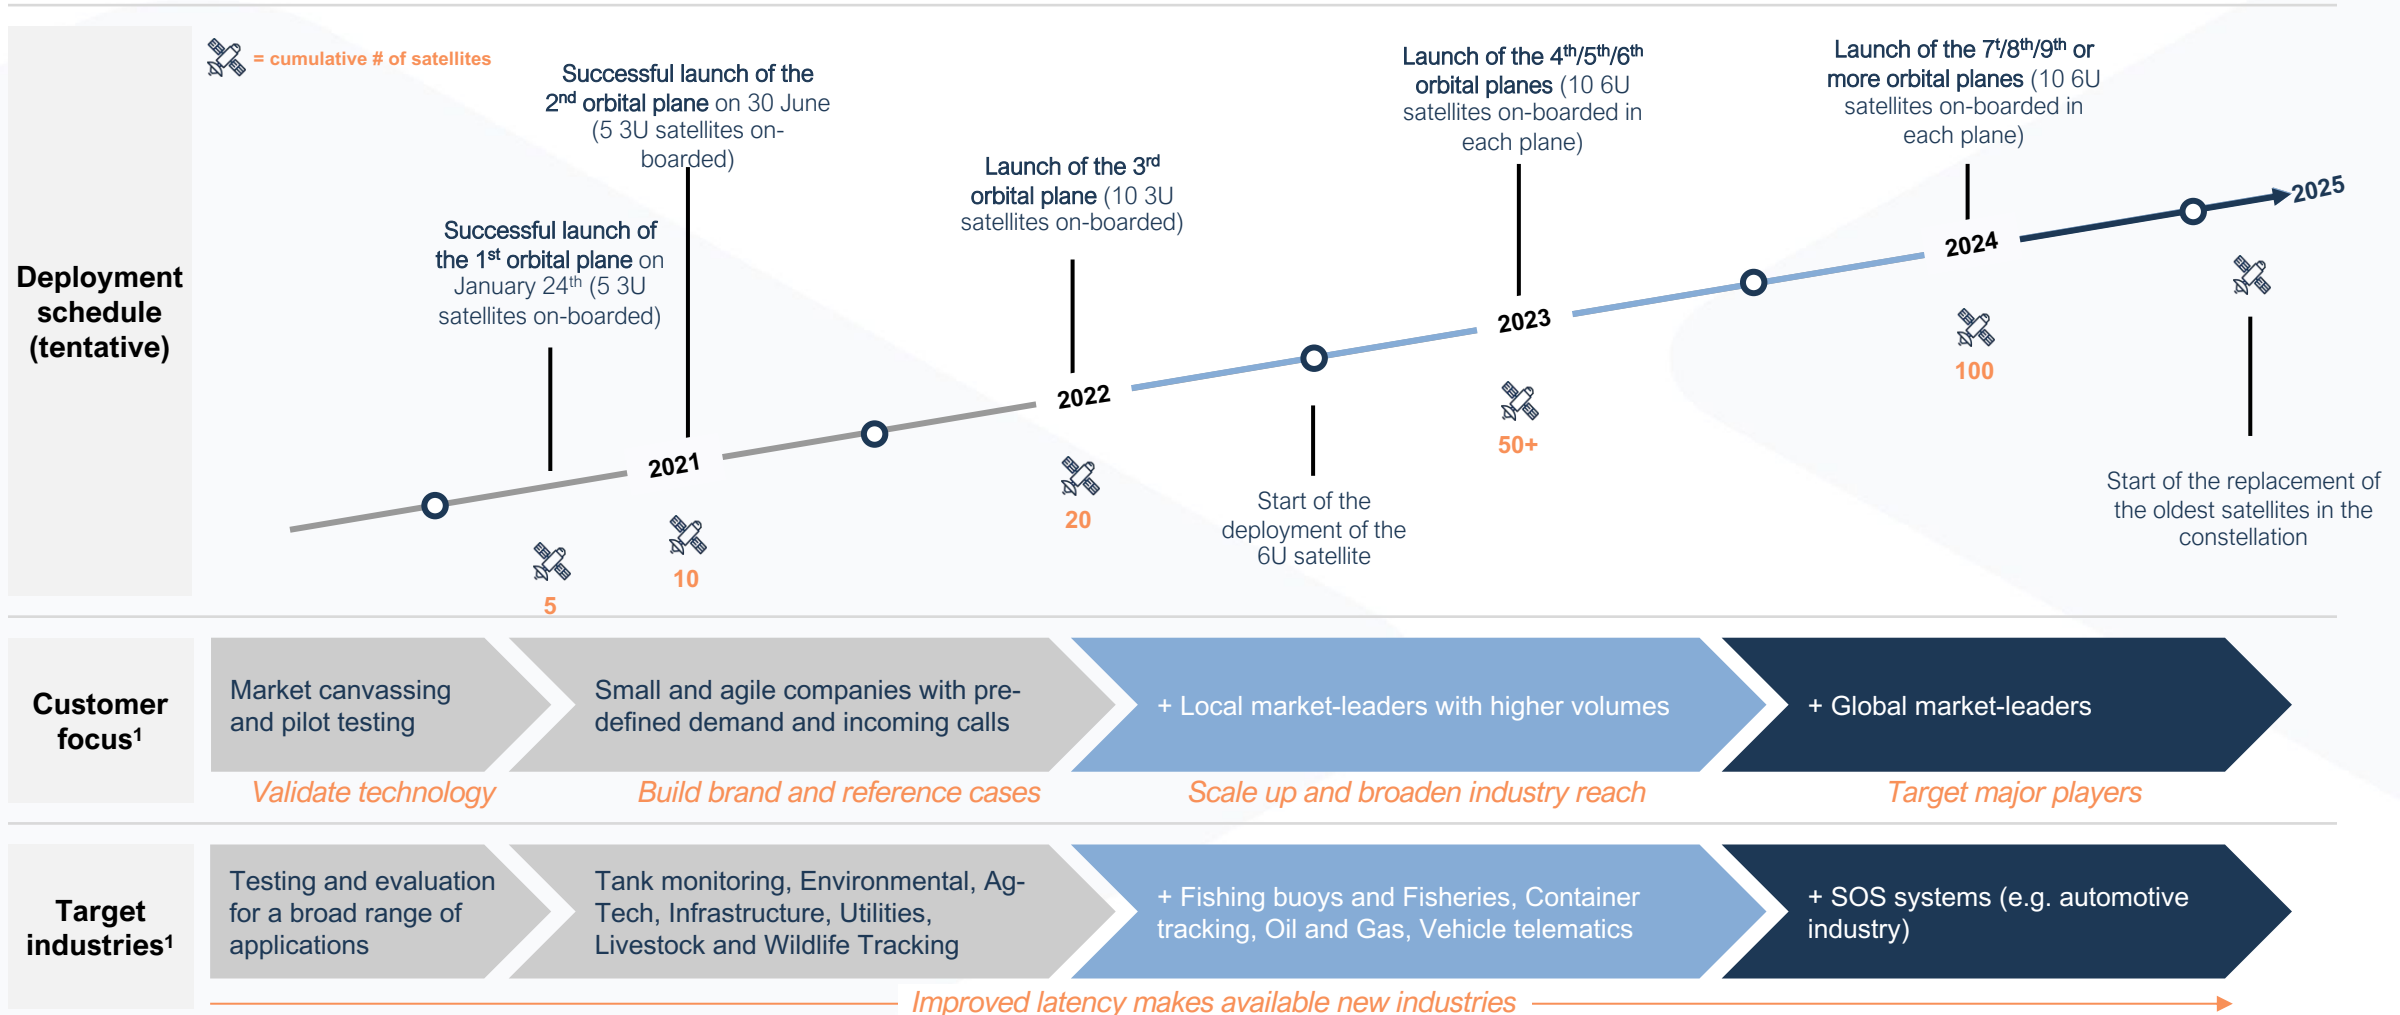 = cumulative # of satellites
Successful launch of the
2nd orbital plane on 30 June
(5 3U satellites on-
boarded)
Successful launch of
the 1st orbital plane on
January 24th (5 3U
satellites on-boarded)
Launch of the 3rd
orbital plane (10 3U
satellites on-boarded)
Launch of the 4th/5th/6th
orbital planes (10 6U
satellites on-boarded in
each plane)
Launch of the 7t/8th/9th or
more orbital planes (10 6U
satellites on-boarded in
each plane)
Deployment
schedule
(tentative)
2021
2022
2023
2024
2025
5
10
20
50+
100
Start of the
deployment of the
6U satellite
Start of the replacement of
the oldest satellites in the
constellation
Customer
focus1
Market canvassing
and pilot testing
Small and agile companies with pre-
defined demand and incoming calls
+ Local market-leaders with higher volumes
+ Global market-leaders
Validate technology
Build brand and reference cases
Scale up and broaden industry reach
Target major players
Target
industries1
Testing and evaluation
for a broad range of
applications
Tank monitoring, Environmental, Ag-
Tech, Infrastructure, Utilities,
Livestock and Wildlife Tracking
+ Fishing buoys and Fisheries, Container
tracking, Oil and Gas, Vehicle telematics
+ SOS systems (e.g. automotive
industry)
Improved latency makes available new industries